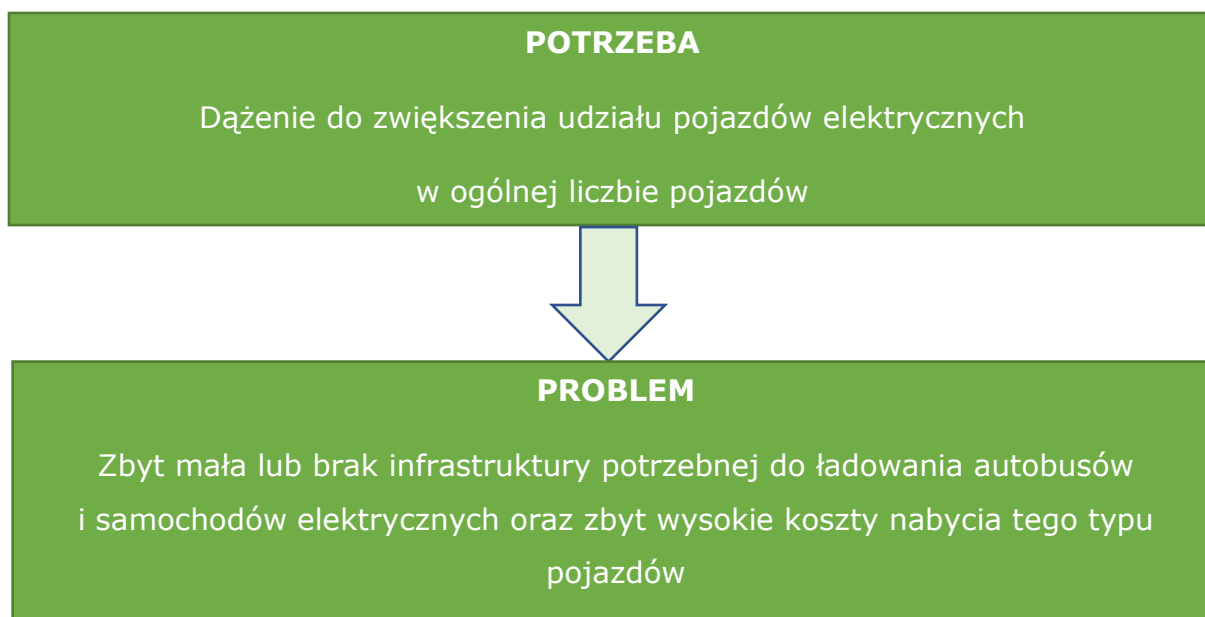 POTRZEBA
Dążenie do zwiększenia udziału pojazdów elektrycznych
w ogólnej liczbie pojazdów
PROBLEM
Zbyt mała lub brak infrastruktury potrzebnej do ładowania autobusów
i samochodów elektrycznych oraz zbyt wysokie koszty nabycia tego typu
pojazdów